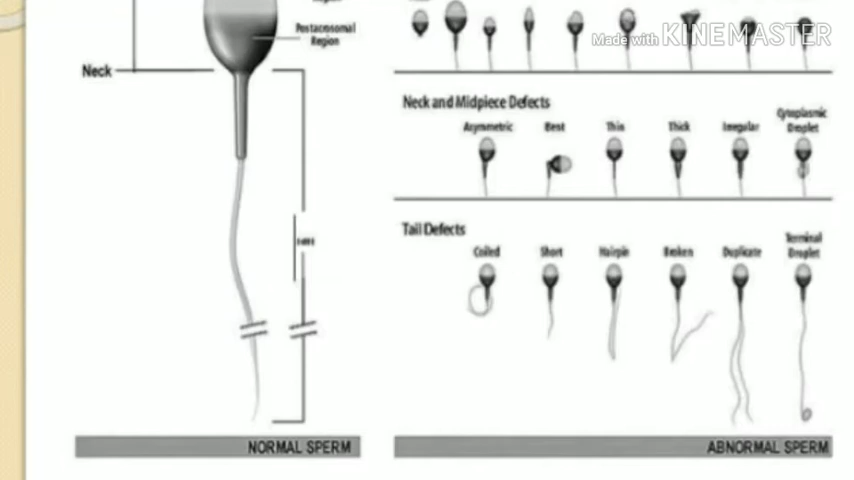 Region
Postacrosomal
Region
Neck
NORMAL SPERM
Made with KINEMASTER
Neck and Midpiece Defects
Asymmetric Bent Thin Thick Irregular Cytoplasmic
Droplet
Tail Defects
Coiled Short Hairpin Broken Duplicate Terminal
Droplet
ABNORMAL SPERM